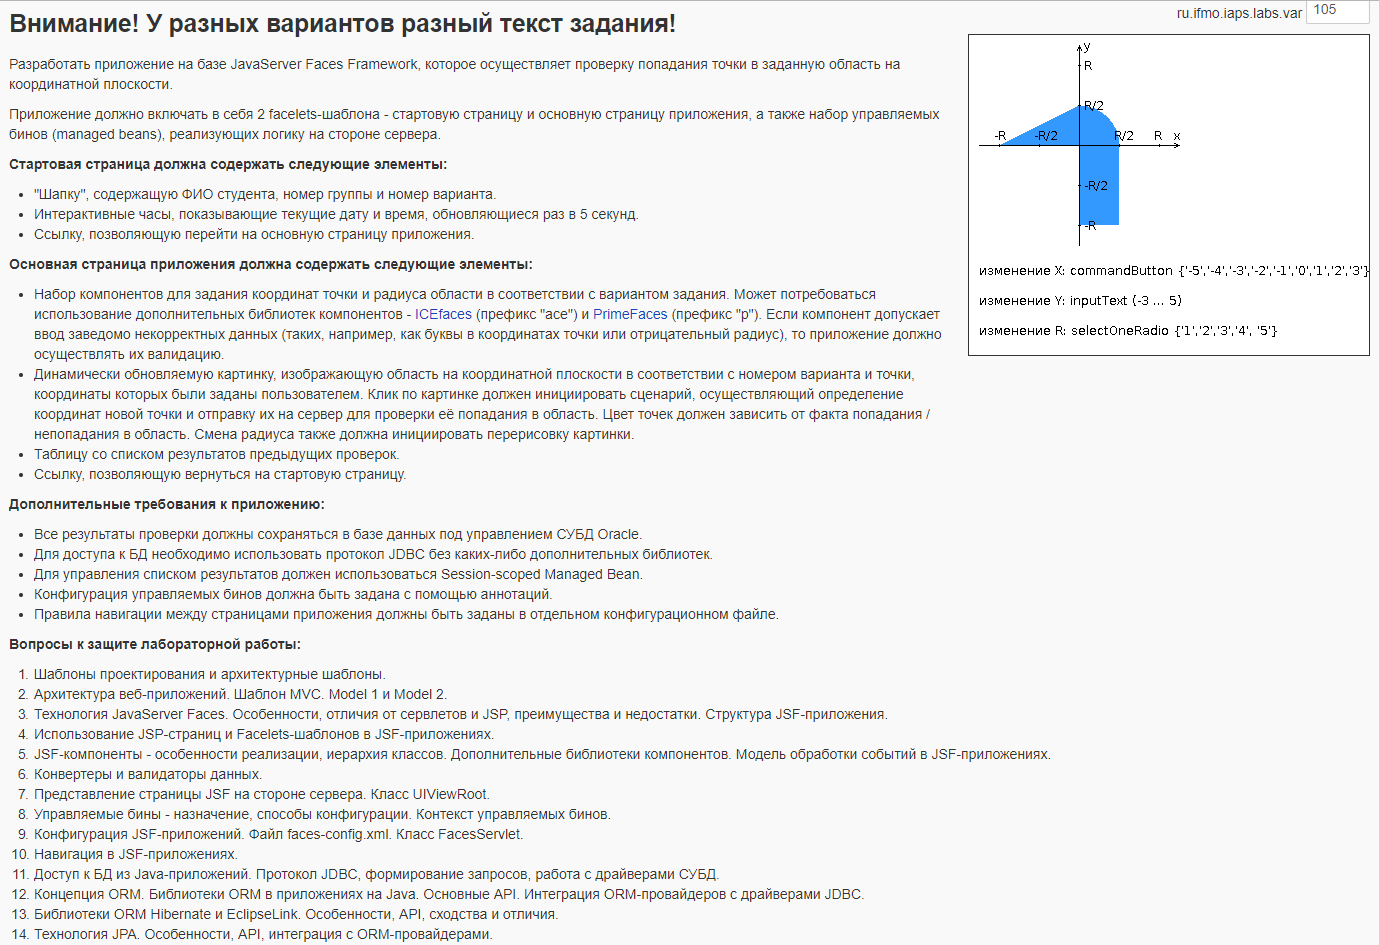 Внимание! У разных вариантов разный текст задания!
ru.ifmo.iaps.labs.var 105
Разработать приложение на базе JavaServer Faces Framework, которое осуществляет проверку попадания точки в заданную область на
координатной плоскости.
Приложение должно включать в себя 2 facelets-шаблона - стартовую страницу и основную страницу приложения, а также набор управляемых
бинов (managed beans), реализующих логику на стороне сервера.
Стартовая страница должна содержать следующие элементы:
"Шапку", содержащую ФИО студента, номер группы и номер варианта.
Интерактивные часы, показывающие текущие дату и время, обновляющиеся раз в 5 секунд.
Ссылку, позволяющую перейти на основную страницу приложения.
Основная страница приложения должна содержать следующие элементы:
Набор компонентов для задания координат точки и радиуса области в соответствии с вариантом задания. Может потребоваться
использование дополнительных библиотек компонентов - ICEfaces (префикс "ace") и PrimeFaces (префикс "p"). Если компонент допускает
ввод заведомо некорректных данных (таких, например, как буквы в координатах точки или отрицательный радиус), то приложение должно
осуществлять их валидацию.
Динамически обновляемую картинку, изображающую область на координатной плоскости в соответствии с номером варианта и точки,
координаты которых были заданы пользователем. Клик по картинке должен инициировать сценарий, осуществляющий определение
координат новой точки и отправку их на сервер для проверки её попадания в область. Цвет точек должен зависить от факта попадания /
непопадания в область. Смена радиуса также должна инициировать перерисовку картинки.
Таблицу со списком результатов предыдущих проверок.
Ссылку, позволяющую вернуться на стартовую страницу.
y
R
R/2
-R -R/2 R/2 R x
-R/2
-R
изменение X: commandButton {'-5','-4','-3','-2','-1','0','1','2','3'}
изменение Y: inputText (-3 ... 5)
изменение R: selectOneRadio {'1','2','3','4', '5'}
Дополнительные требования к приложению:
Все результаты проверки должны сохраняться в базе данных под управлением СУБД Oracle.
Для доступа к БД необходимо использовать протокол JDBC без каких-либо дополнительных библиотек.
Для управления списком результатов должен использоваться Session-scoped Managed Bean.
Конфигурация управляемых бинов должна быть задана с помощью аннотаций.
Правила навигации между страницами приложения должны быть заданы в отдельном конфигурационном файле.
Вопросы к защите лабораторной работы:
1. Шаблоны проектирования и архитектурные шаблоны.
2. Архитектура веб-приложений. Шаблон MVC. Model 1 и Model 2.
3. Технология JavaServer Faces. Особенности, отличия от сервлетов и JSP, преимущества и недостатки. Структура JSF-приложения.
4. Использование JSP-страниц и Facelets-шаблонов в JSF-приложениях.
5. JSF-компоненты - особенности реализации, иерархия классов. Дополнительные библиотеки компонентов. Модель обработки событий в JSF-приложениях.
6. Конвертеры и валидаторы данных.
7. Представление страницы JSF на стороне сервера. Класс UIViewRoot.
8. Управляемые бины - назначение, способы конфигурации. Контекст управляемых бинов.
9. Конфигурация JSF-приложений. Файл faces-config.xml. Класс FacesServlet.
10. Навигация в JSF-приложениях.
11. Доступ к БД из Java-приложений. Протокол JDBC, формирование запросов, работа с драйверами СУБД.
12. Концепция ORM. Библиотеки ORM в приложениях на Java. Основные API. Интеграция ORM-провайдеров с драйверами JDBC.
13. Библиотеки ORM Hibernate и EclipseLink. Особенности, API, сходства и отличия.
14. Технология JPA. Особенности, API, интеграция с ORM-провайдерами.